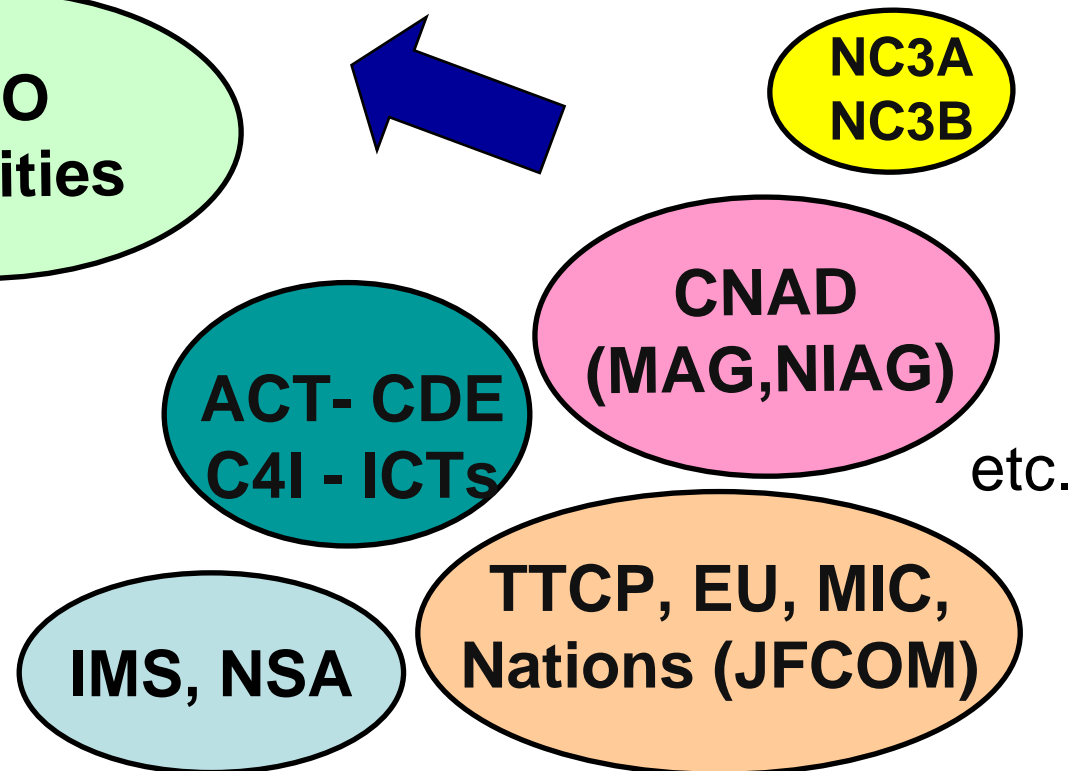 O
ities
NC3A
NC3B
CNAD
(MAG,NIAG)
ACT- CDE
C4I - ICTs
etc.
TTCP, EU, MIC,
Nations (JFCOM)
IMS, NSA